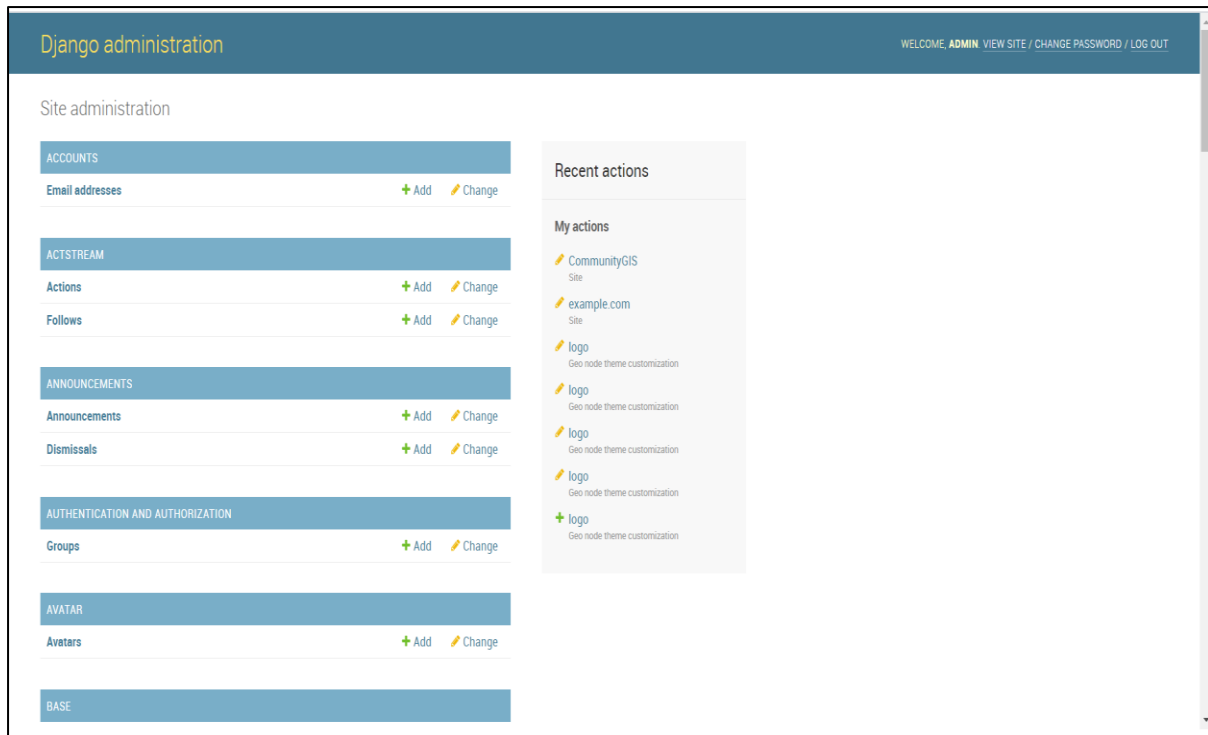 Django administration
WELCOME, ADMIN. VIEW SITE / CHANGE PASSWORD / LOG OUT
Site administration
ACCOUNTS
Email addresses + Add Change
ACTSTREAM
Actions + Add Change
Follows + Add Change
ANNOUNCEMENTS
Announcements + Add Change
Dismissals + Add Change
AUTHENTICATION AND AUTHORIZATION
Groups + Add Change
AVATAR
Avatars + Add Change
BASE
Recent actions
My actions
CommunityGIS
Site
example.com
Site
logo
Geo node theme customization
logo
Geo node theme customization
logo
Geo node theme customization
logo
Geo node theme customization
+ logo
Geo node theme customization